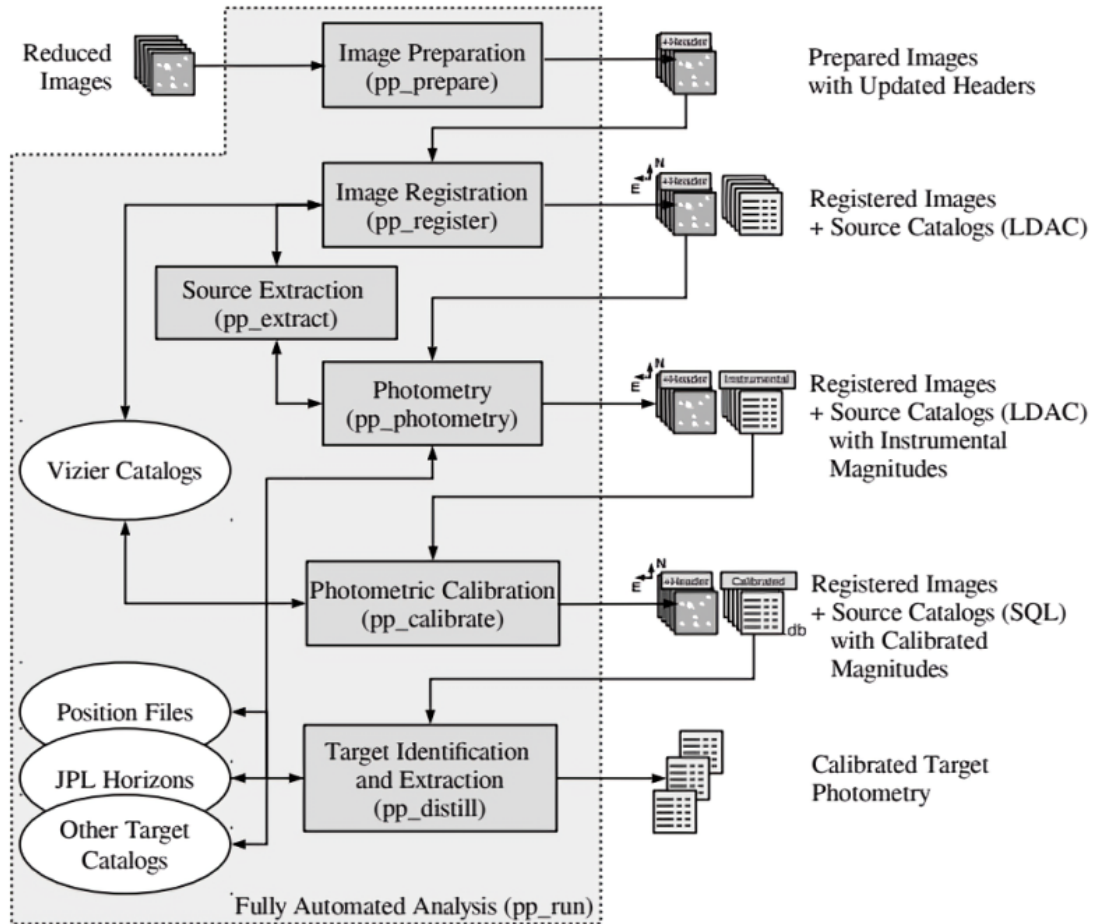 Reduced
Images
Image Preparation
(pp_prepare)
+Header
Prepared Images
with Updated Headers
Image Registration
(pp_register)
N
E
+Header
Registered Images
+ Source Catalogs (LDAC)
Source Extraction
(pp_extract)
Photometry
(pp_photometry)
N
E
+Header
Instrumental
Registered Images
+ Source Catalogs (LDAC)
with Instrumental
Magnitudes
Vizier Catalogs
Photometric Calibration
(pp_calibrate)
N
E
+Header
Calibrated
.db
Registered Images
+ Source Catalogs (SQL)
with Calibrated
Magnitudes
Position Files
JPL Horizons
Other Target
Catalogs
Target Identification
and Extraction
(pp_distill)
Calibrated Target
Photometry
Fully Automated Analysis (pp_run)